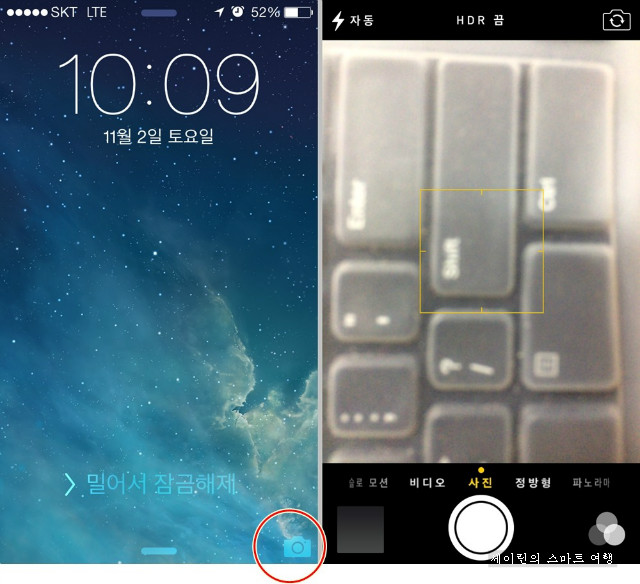 SKT LTE 52%
10:09
11월 2일 토요일
밀어서 잠금해제
자동 HDR 끔
Enter
Shift
Ctrl
슬로 모션 비디오 사진 정방형 파노라마
쎄이린의 스마트 여행